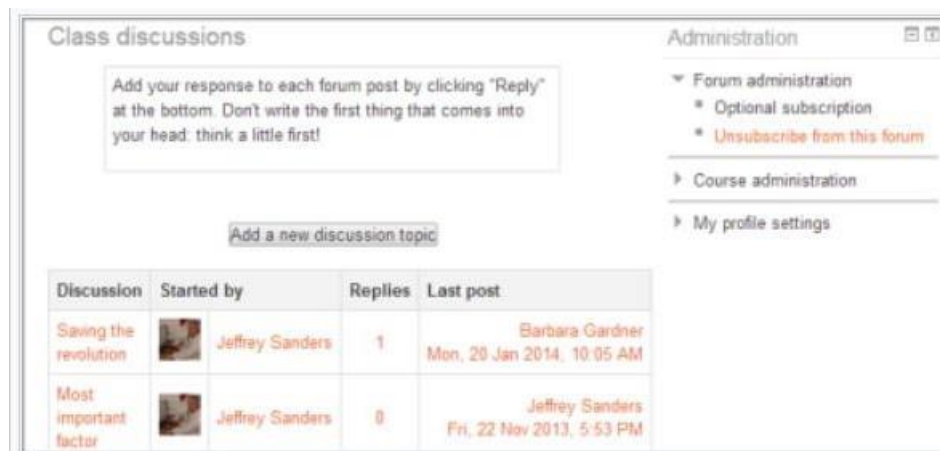 Class discussions
Add your response to each forum post by clicking "Reply"
at the bottom. Don't write the first thing that comes into
your head: think a little first!
Add a new discussion topic
Discussion Started by Replies Last post
Saving the
revolution
Jeffrey Sanders
1
Barbara Gardner
Mon, 20 Jan 2014, 10:05 AM
Most
important
factor
Jeffrey Sanders
0
Jeffrey Sanders
Fri, 22 Nov 2013, 5:53 PM
Administration
Forum administration
Optional subscription
Unsubscribe from this forum
Course administration
My profile settings